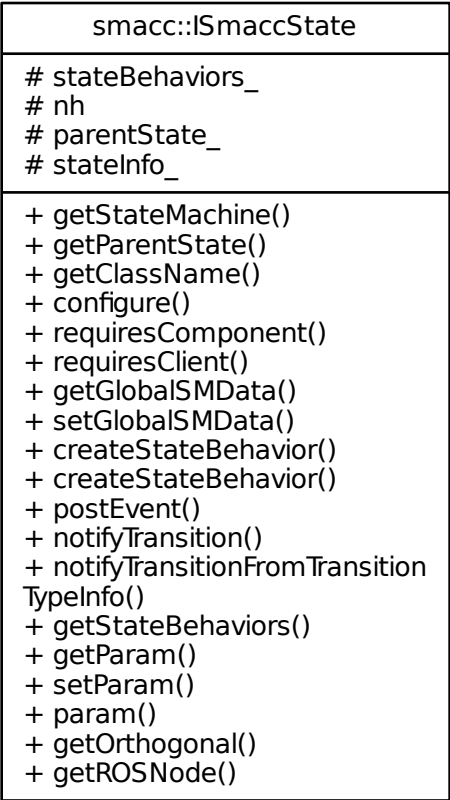 smacc::ISmaccState
# stateBehaviors_
# nh
# parentState_
# stateInfo_
+ getStateMachine()
+ getParentState()
+ getClassName()
+ configure()
+ requiresComponent()
+ requiresClient()
+ getGlobalSMData()
+ setGlobalSMData()
+ createStateBehavior()
+ createStateBehavior()
+ postEvent()
+ notifyTransition()
+ notifyTransitionFromTransition
TypeInfo()
+ getStateBehaviors()
+ getParam()
+ setParam()
+ param()
+ getOrthogonal()
+ getROSNode()